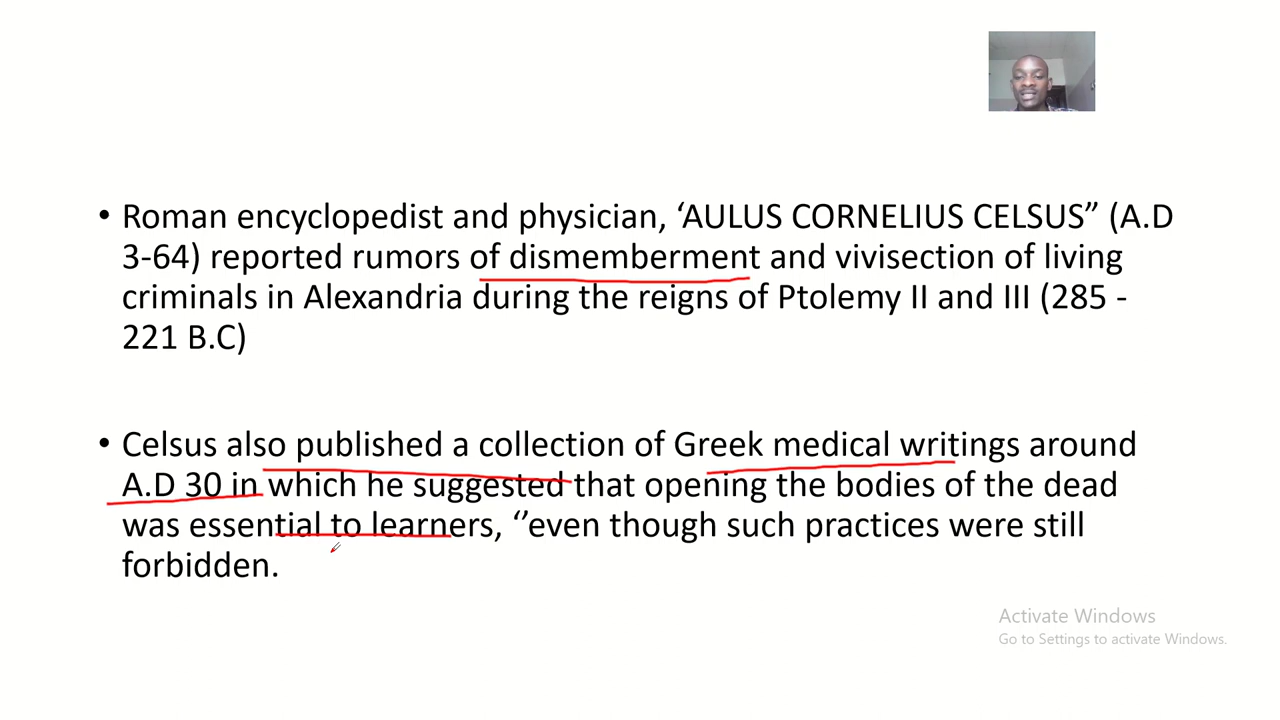 • Roman encyclopedist and physician, ‘AULUS CORNELIUS CELSUS” (A.D
3-64) reported rumors of dismemberment and vivisection of living
criminals in Alexandria during the reigns of Ptolemy II and III (285 -
221 B.C)
• Celsus also published a collection of Greek medical writings around
A.D 30 in which he suggested that opening the bodies of the dead
was essential to learners, ‘’even though such practices were still
forbidden.
Activate Windows
Go to Settings to activate Windows.